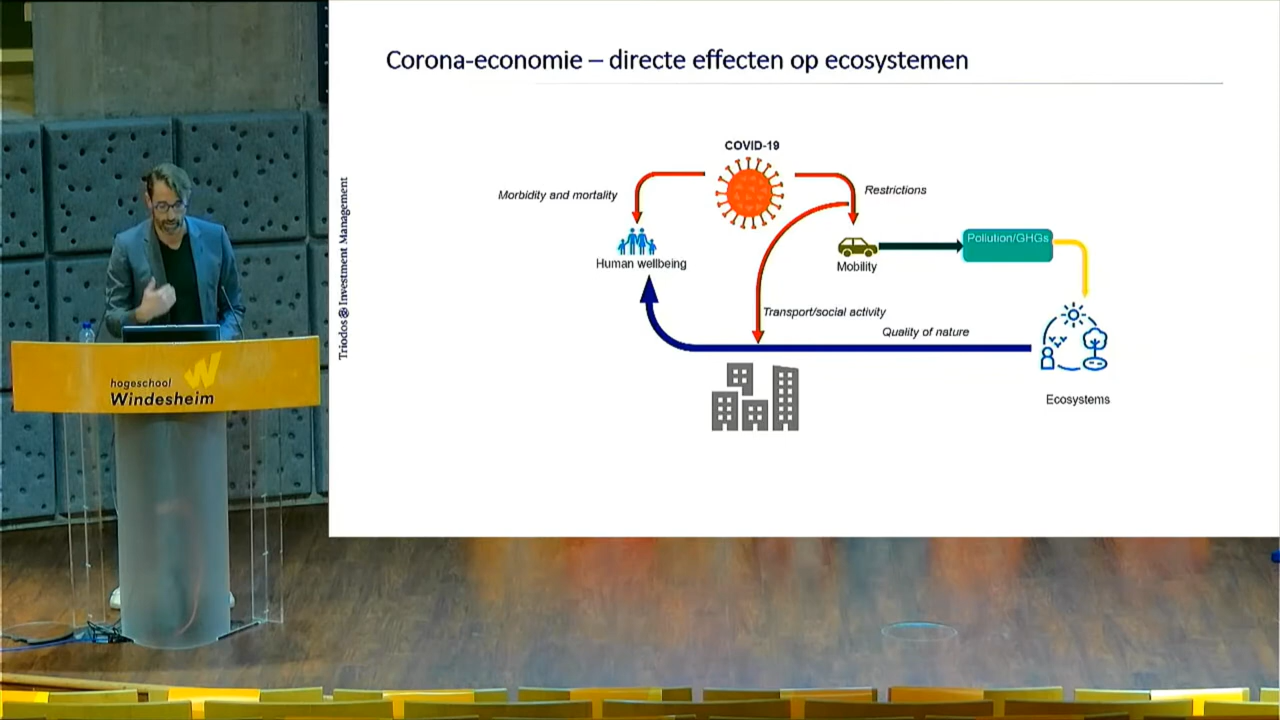 Corona-economie – directe effecten op ecosystemen
COVID-19
Morbidity and mortality
Restrictions
Pollution/GHGs
Human wellbeing
Mobility
Transport/social activity
Quality of nature
Ecosystems
Triodos Investment Management
hogeschool
Windesheim